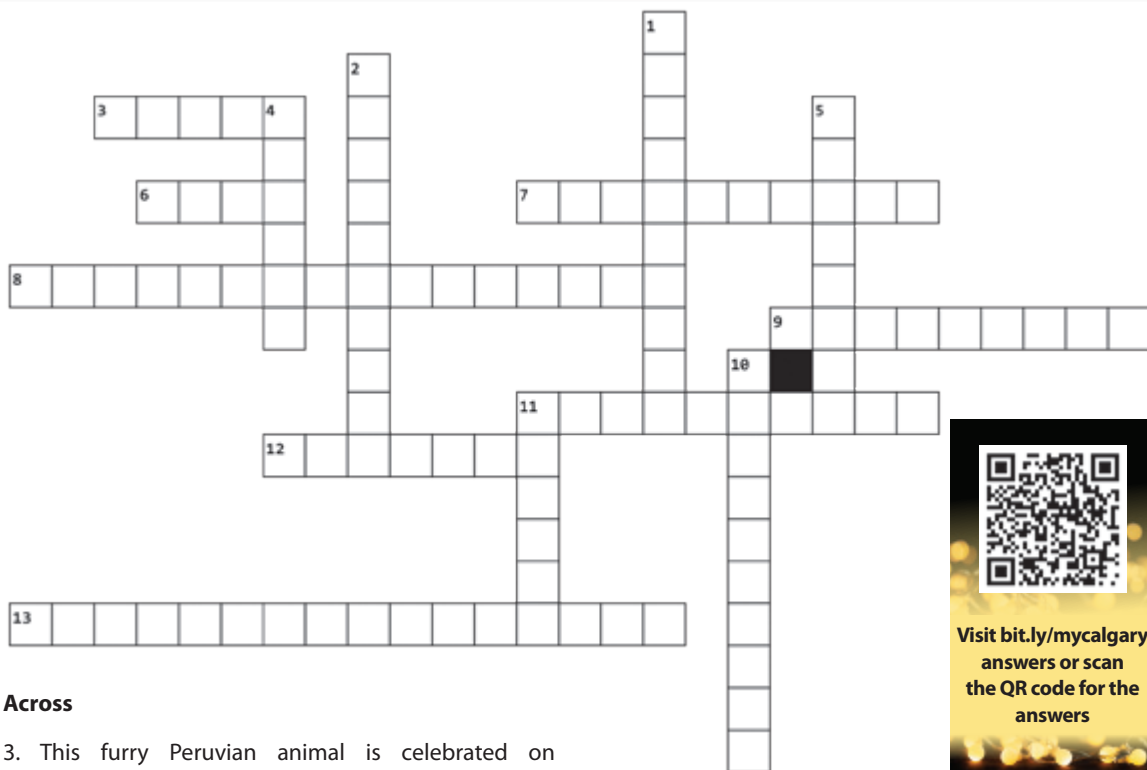 1
2
3
4
5
6
7
8
9
10
11
12
13
Visit bit.ly/mycalgary
answers or scan
the QR code for the
answers
Across
3. This furry Peruvian animal is celebrated on